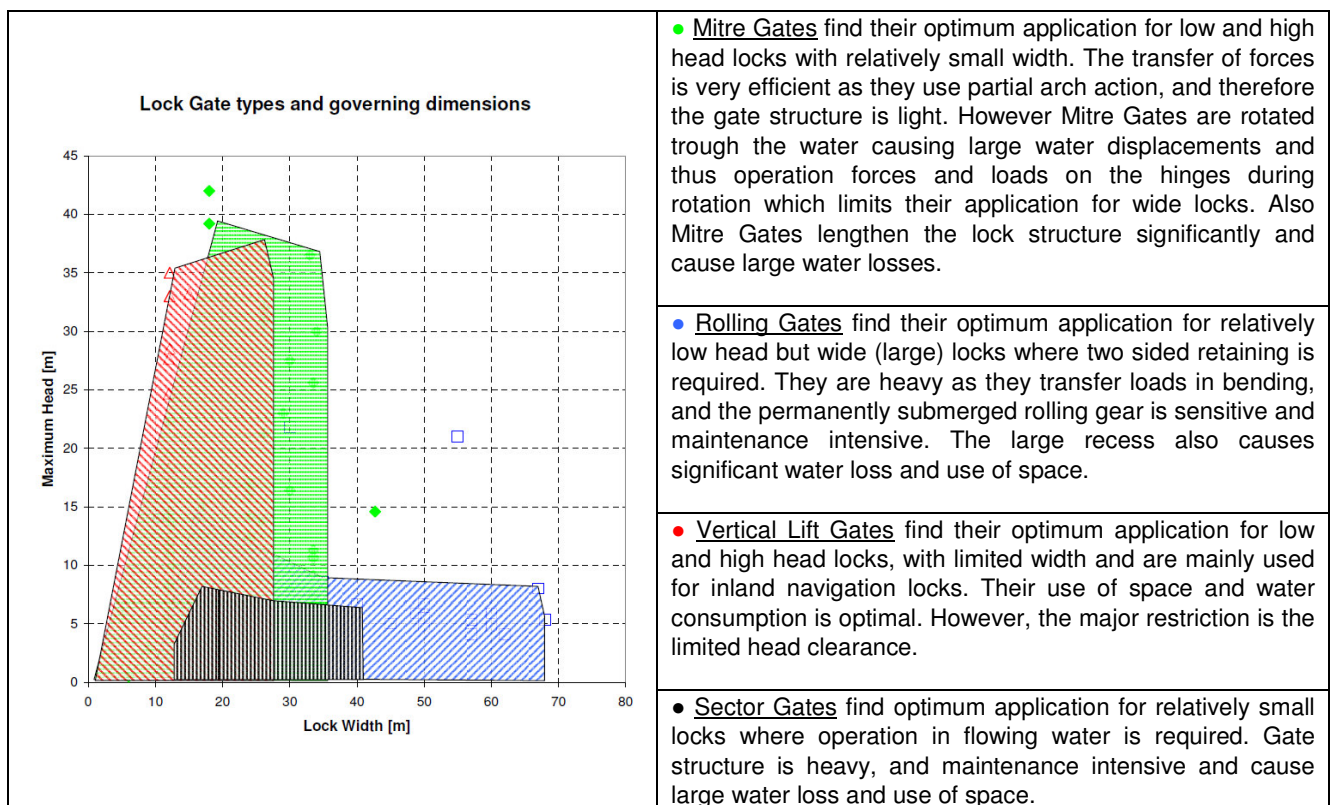 Lock Gate types and governing dimensions
45
40
35
30
25
20
15
10
5
0
Maximum Head [m]
0 10 20 30 40 50 60 70 80
Lock Width [m]
● Mitre Gates find their optimum application for low and high
head locks with relatively small width. The transfer of forces
is very efficient as they use partial arch action, and therefore
the gate structure is light. However Mitre Gates are rotated
trough the water causing large water displacements and
thus operation forces and loads on the hinges during
rotation which limits their application for wide locks. Also
Mitre Gates lengthen the lock structure significantly and
cause large water losses.
● Rolling Gates find their optimum application for relatively
low head but wide (large) locks where two sided retaining is
required. They are heavy as they transfer loads in bending,
and the permanently submerged rolling gear is sensitive and
maintenance intensive. The large recess also causes
significant water loss and use of space.
● Vertical Lift Gates find their optimum application for low
and high head locks, with limited width and are mainly used
for inland navigation locks. Their use of space and water
consumption is optimal. However, the major restriction is the
limited head clearance.
● Sector Gates find optimum application for relatively small
locks where operation in flowing water is required. Gate
structure is heavy, and maintenance intensive and cause
large water loss and use of space.